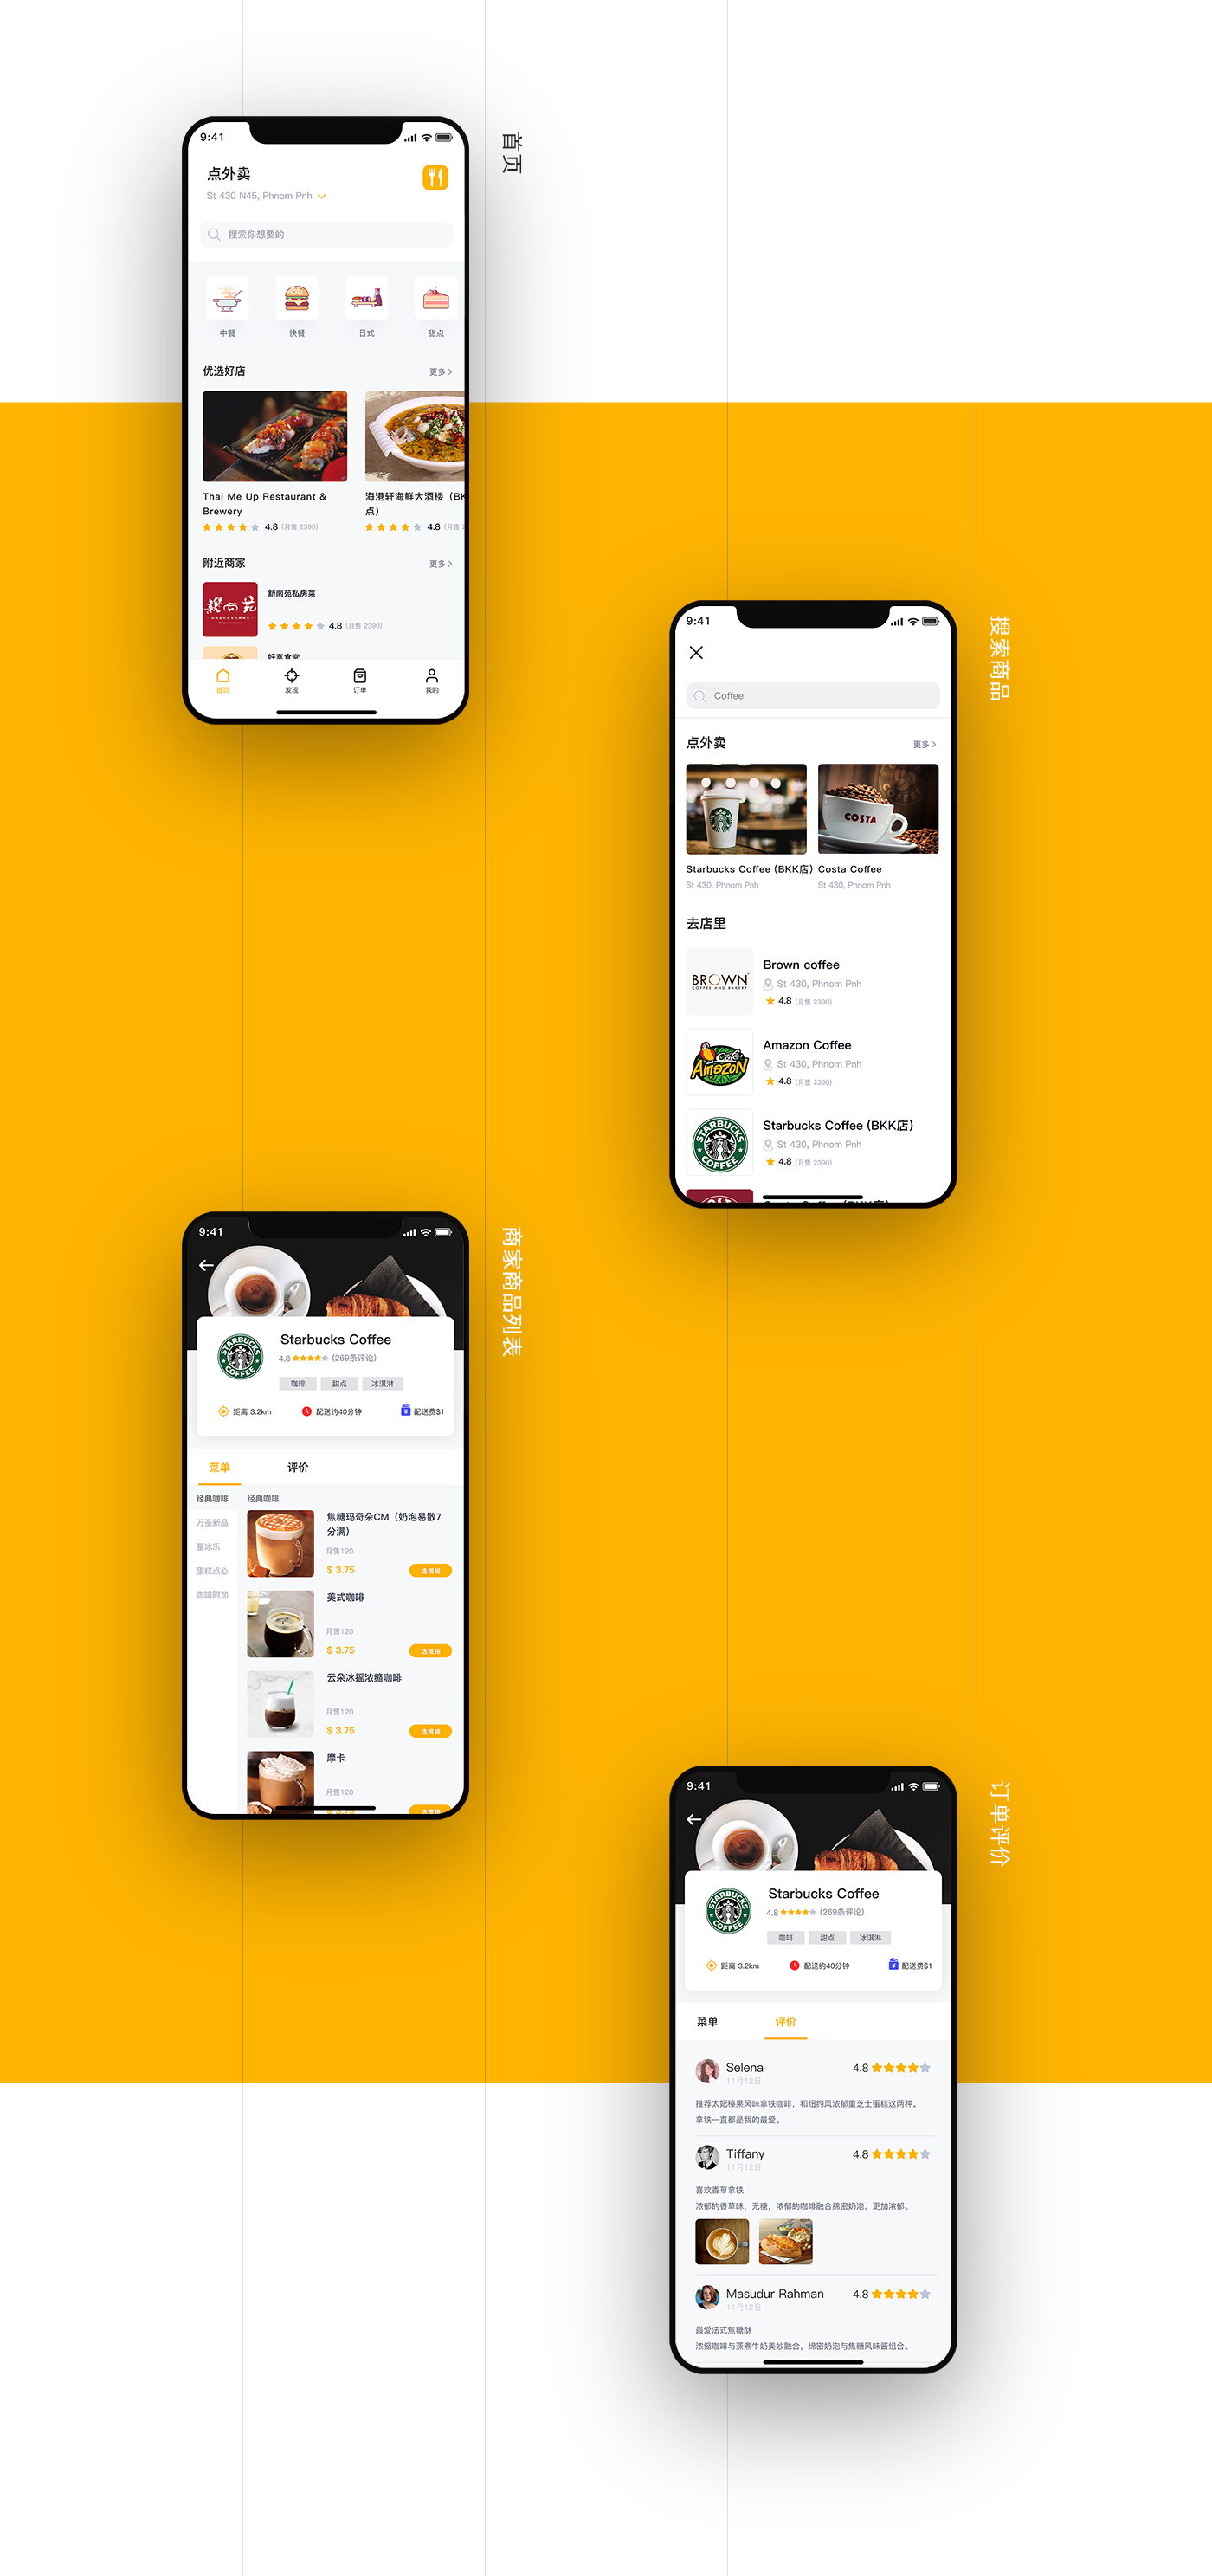 9:41
点外卖
St 430 N45, Phnom Pnh
搜索你想要的
中餐
快餐
日式
甜点
优选好店
更多
Thai Me Up Restaurant &
Brewery
4.8 (月售 2390)
海港轩海鲜大酒楼 (BK
点)
4.8 (月售 2
附近商家
更多
新南苑私房菜
4.8 (月售 2390)
首页
发现
订单
我的
首页
9:41
Coffee
点外卖
更多
COSTA
Starbucks Coffee (BKK店)
St 430, Phnom Pnh
Costa Coffee
St 430, Phnom Pnh
去店里
BROWN
COFFEE AND BAKERY
Brown coffee
St 430, Phnom Pnh
4.8 (月售 2390)
Café
Amazon
Amazon Coffee
St 430, Phnom Pnh
4.8 (月售 2390)
STARBUCKS
COFFEE
Starbucks Coffee (BKK店)
St 430, Phnom Pnh
4.8 (月售 2390)
搜索商品
9:41
STARBUCKS
COFFEE
Starbucks Coffee
4.8 (269条评论)
咖啡
甜点
冰淇淋
距离 3.2km
配送约40分钟
配送费$1
菜单
评价
经典咖啡
万圣新品
星冰乐
蛋糕点心
咖啡附加
经典咖啡
焦糖玛奇朵CM（奶泡易散7
分满）
月售120
$ 3.75
选规格
美式咖啡
月售120
$ 3.75
选规格
云朵冰摇浓缩咖啡
月售120
$ 3.75
选规格
摩卡
月售120
商家商品列表
9:41
STARBUCKS
COFFEE
Starbucks Coffee
4.8 (269条评论)
咖啡
甜点
冰淇淋
距离 3.2km
配送约40分钟
配送费$1
菜单
评价
Selena
11月12日
4.8
推荐太妃榛果风味拿铁咖啡，和纽约风浓郁重芝士蛋糕这两种。
拿铁一直都是我的最爱。
Tiffany
11月12日
4.8
喜欢香草拿铁
浓郁的香草味，无糖，浓郁的咖啡融合绵密奶泡。更加浓郁。
Masudur Rahman
11月12日
4.8
最爱法式焦糖酥
浓缩咖啡与蒸煮牛奶美妙融合，绵密奶泡与焦糖风味酱组合。
订单评价